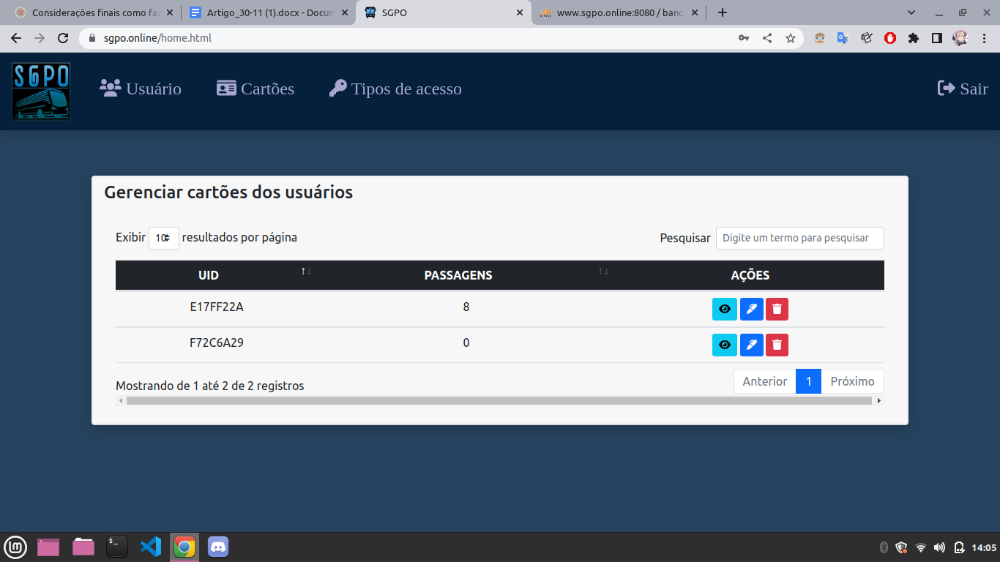 Considerações finais como fa
Artigo_30-11 (1).docx - Docum
SGPO
PMA
www.sgpo.online:8080 / banc
sgpo.online/home.html
SGPO
Usuário
Cartões
Tipos de acesso
Sair
Gerenciar cartões dos usuários
Exibir 10 resultados por página
Pesquisar Digite um termo para pesquisar
UID PASSAGENS AÇÕES
E17FF22A 8
F72C6A29 0
Mostrando de 1 até 2 de 2 registros
Anterior 1 Próximo
14:05